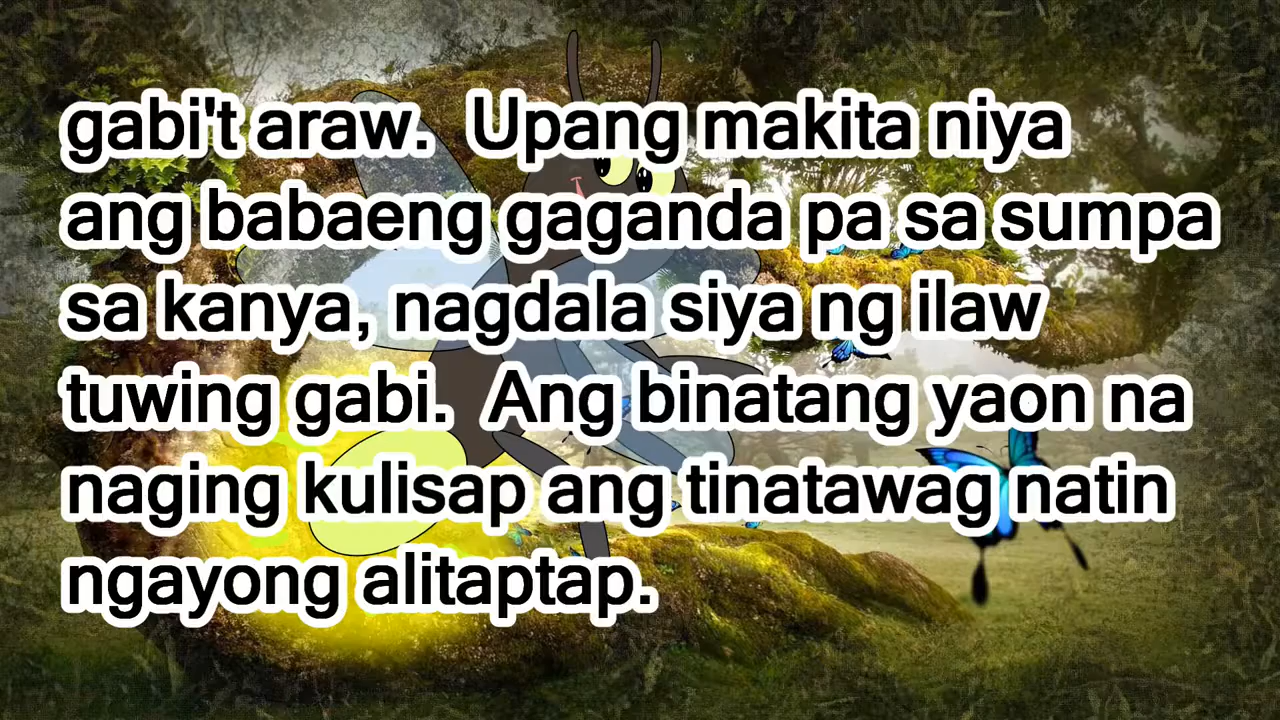 gabi't araw.  Upang makita niya
ang babaeng gaganda pa sa sumpa
sa kanya, nagdala siya ng ilaw
tuwing gabi.  Ang binatang yaon na
naging kulisap ang tinatawag natin
ngayong alitaptap.